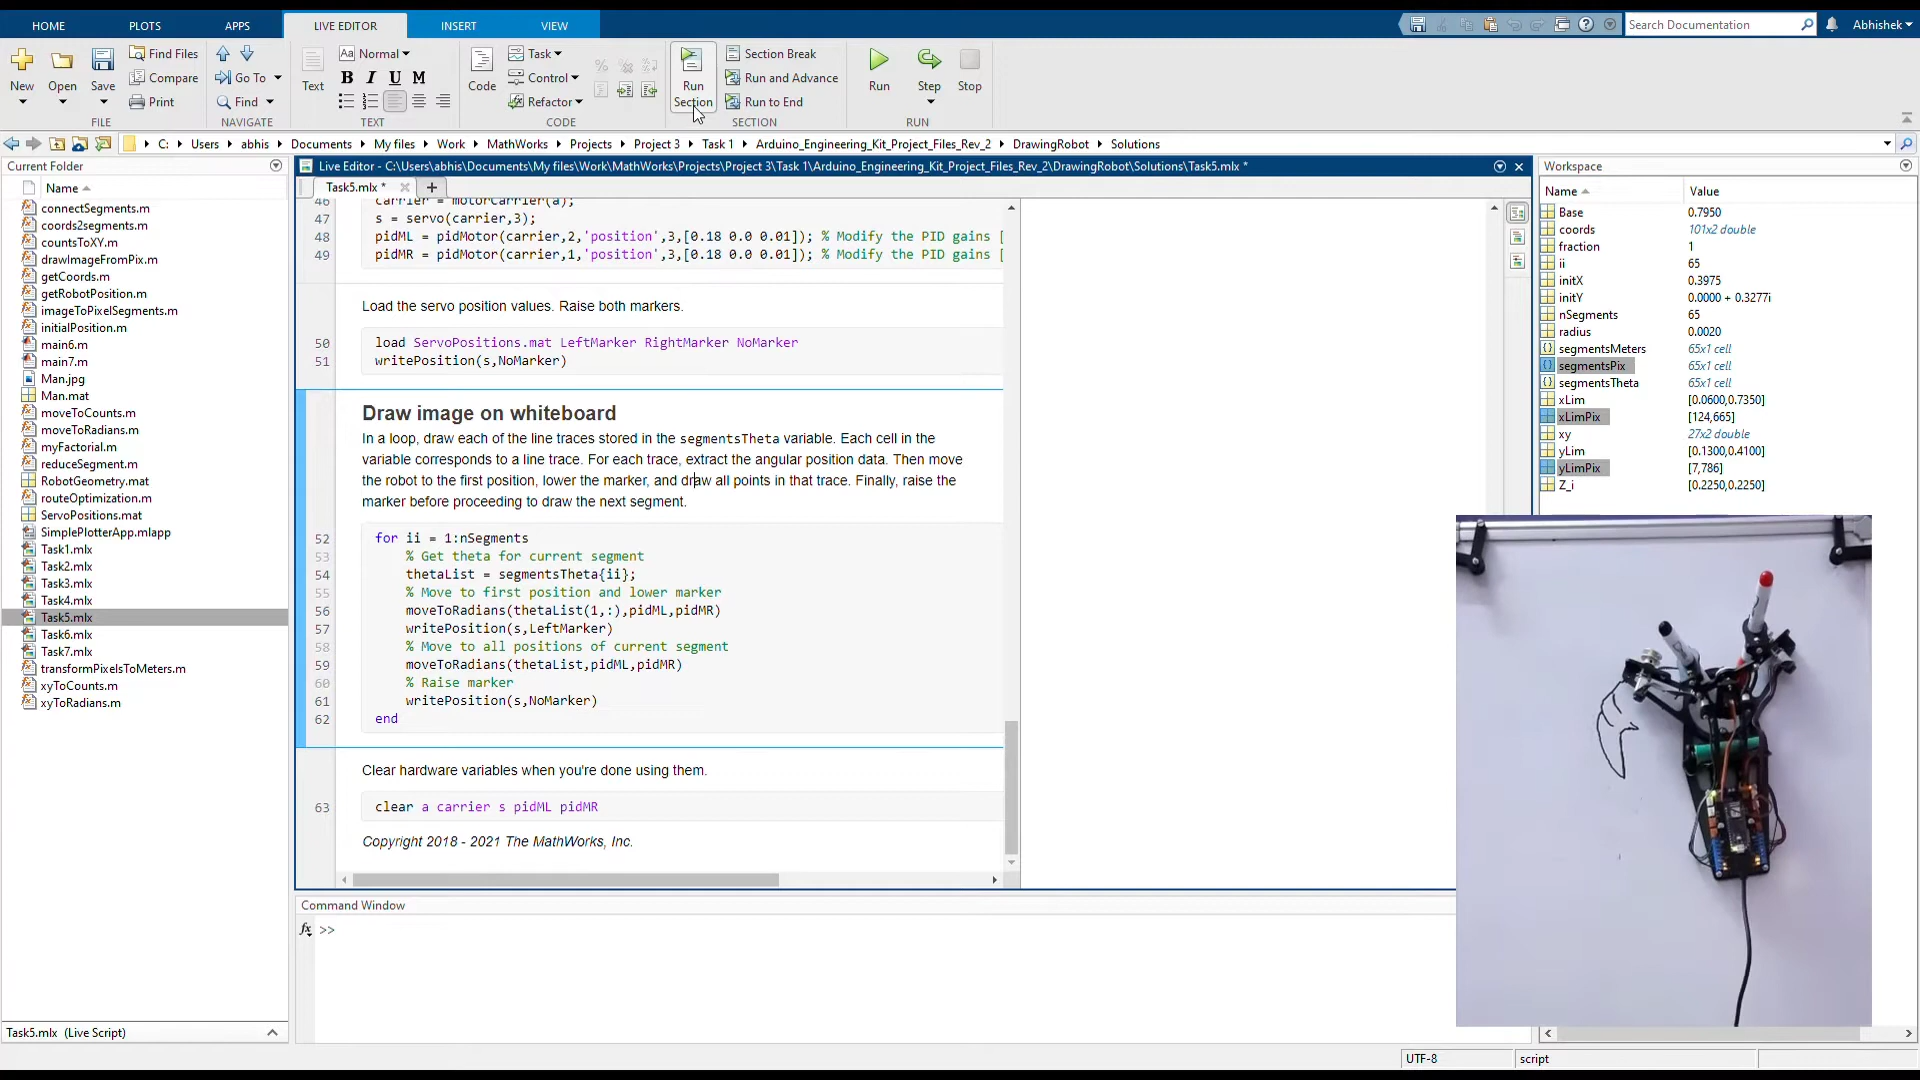 HOME PLOTS APPS LIVE EDITOR INSERT VIEW
Search Documentation
Abhishek
New
Open
Save
Find Files
Compare
Print
FILE
Go To
Find
NAVIGATE
Text
Aa Normal
B I U M
TEXT
Code
Task
Control
Refactor
CODE
Run
Section
Section Break
Run and Advance
Run to End
SECTION
Run
Step
Stop
RUN
C: Users abhis Documents My files Work MathWorks Projects Project 3 Task 1 Arduino_Engineering_Kit_Project_Files_Rev_2 DrawingRobot Solutions
Current Folder
Name
connectSegments.m
coords2segments.m
countsToXY.m
drawImageFromPix.m
getCoords.m
getRobotPosition.m
imageToPixelSegments.m
initialPosition.m
main6.m
main7.m
Man.jpg
Man.mat
moveToCounts.m
moveToRadians.m
myFactorial.m
reduceSegment.m
RobotGeometry.mat
routeOptimization.m
ServoPositions.mat
SimplePlotterApp.mlapp
Task1.mlx
Task2.mlx
Task3.mlx
Task4.mlx
Task5.mlx
Task6.mlx
Task7.mlx
transformPixelsToMeters.m
xyToCounts.m
xyToRadians.m
Task5.mlx (Live Script)
Live Editor - C:\Users\abhis\Documents\My files\Work\MathWorks\Projects\Project 3\Task 1\Arduino_Engineering_Kit_Project_Files_Rev_2\DrawingRobot\Solutions\Task5.mlx *
Task5.mlx *
46 carrier = motorCarrier(a);
47 s = servo(carrier,3);
48 pidML = pidMotor(carrier,2,'position',3,[0.18 0.0 0.01]); % Modify the PID gains [
49 pidMR = pidMotor(carrier,1,'position',3,[0.18 0.0 0.01]); % Modify the PID gains [
Load the servo position values. Raise both markers.
50 load ServoPositions.mat LeftMarker RightMarker NoMarker
51 writePosition(s,NoMarker)
Draw image on whiteboard
In a loop, draw each of the line traces stored in the segmentsTheta variable. Each cell in the
variable corresponds to a line trace. For each trace, extract the angular position data. Then move
the robot to the first position, lower the marker, and draw all points in that trace. Finally, raise the
marker before proceeding to draw the next segment.
52 for ii = 1:nSegments
53 % Get theta for current segment
54 thetaList = segmentsTheta{ii};
55 % Move to first position and lower marker
56 moveToRadians(thetaList(1,:),pidML,pidMR)
57 writePosition(s,LeftMarker)
58 % Move to all positions of current segment
59 moveToRadians(thetaList,pidML,pidMR)
60 % Raise marker
61 writePosition(s,NoMarker)
62 end
Clear hardware variables when you're done using them.
63 clear a carrier s pidML pidMR
Copyright 2018 - 2021 The MathWorks, Inc.
Command Window
fx >>
Workspace
Name Value
Base 0.7950
coords 101x2 double
fraction 1
ii 65
initX 0.3975
initY 0.0000 + 0.3277i
nSegments 65
radius 0.0020
segmentsMeters 65x1 cell
segmentsPix 65x1 cell
segmentsTheta 65x1 cell
xLim [0.0600,0.7350]
xLimPix [124,665]
xy 27x2 double
yLim [0.1300,0.4100]
yLimPix [7,786]
Z_i [0.2250,0.2250]
UTF-8
script